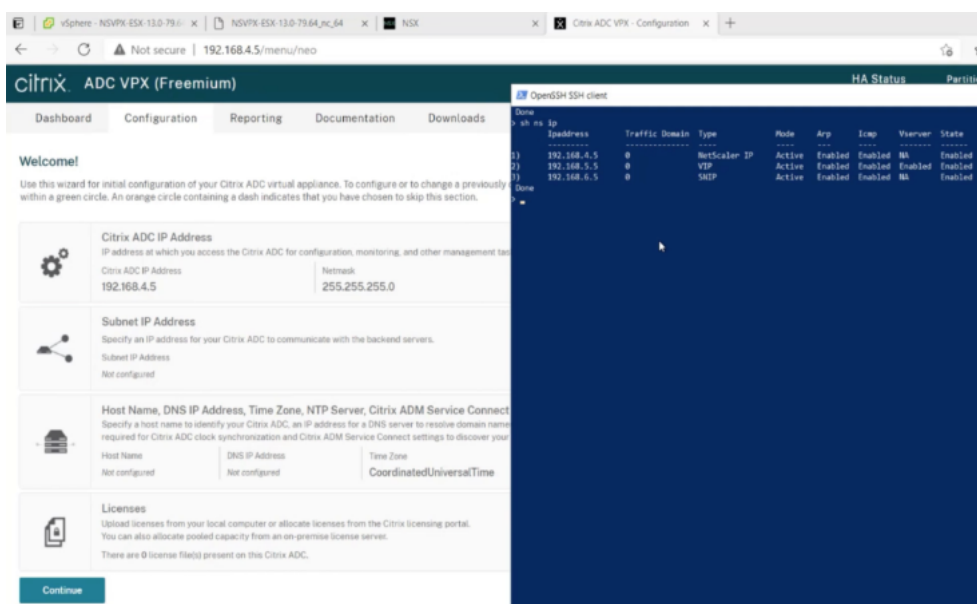 vSphere - NSVPX-ESX-13.0-79.6
NSVPX-ESX-13.0-79.64_nc_64
NSX
Citrix ADC VPX - Configuration
Not secure | 192.168.4.5/menu/neo
citrix ADC VPX (Freemium)
HA Status Partiti
OpenSSH SSH client
Dashboard Configuration Reporting Documentation Downloads
Done
> sh ns ip
Ipaddress Traffic Domain Type Mode Arp Icmp Vserver State
--------- -------------- ---- ---- --- ---- ------- ------
1) 192.168.4.5 0 NetScaler IP Active Enabled Enabled NA Enabled
2) 192.168.5.5 0 VIP Active Enabled Enabled Enabled Enabled
3) 192.168.6.5 0 SNIP Active Enabled Enabled NA Enabled
Done
>
Welcome!
Use this wizard for initial configuration of your Citrix ADC virtual appliance. To configure or to change a previously
within a green circle. An orange circle containing a dash indicates that you have chosen to skip this section.
Citrix ADC IP Address
IP address at which you access the Citrix ADC for configuration, monitoring, and other management tas
Citrix ADC IP Address Netmask
192.168.4.5 255.255.255.0
Subnet IP Address
Specify an IP address for your Citrix ADC to communicate with the backend servers.
Subnet IP Address
Not configured
Host Name, DNS IP Address, Time Zone, NTP Server, Citrix ADM Service Connect
Specify a host name to identify your Citrix ADC, an IP address for a DNS server to resolve domain name
required for Citrix ADC clock synchronization and Citrix ADM Service Connect settings to discover your
Host Name DNS IP Address Time Zone
Not configured Not configured CoordinatedUniversalTime
Licenses
Upload licenses from your local computer or allocate licenses from the Citrix licensing portal.
You can also allocate pooled capacity from an on-premise license server.
There are 0 license file(s) present on this Citrix ADC.
Continue